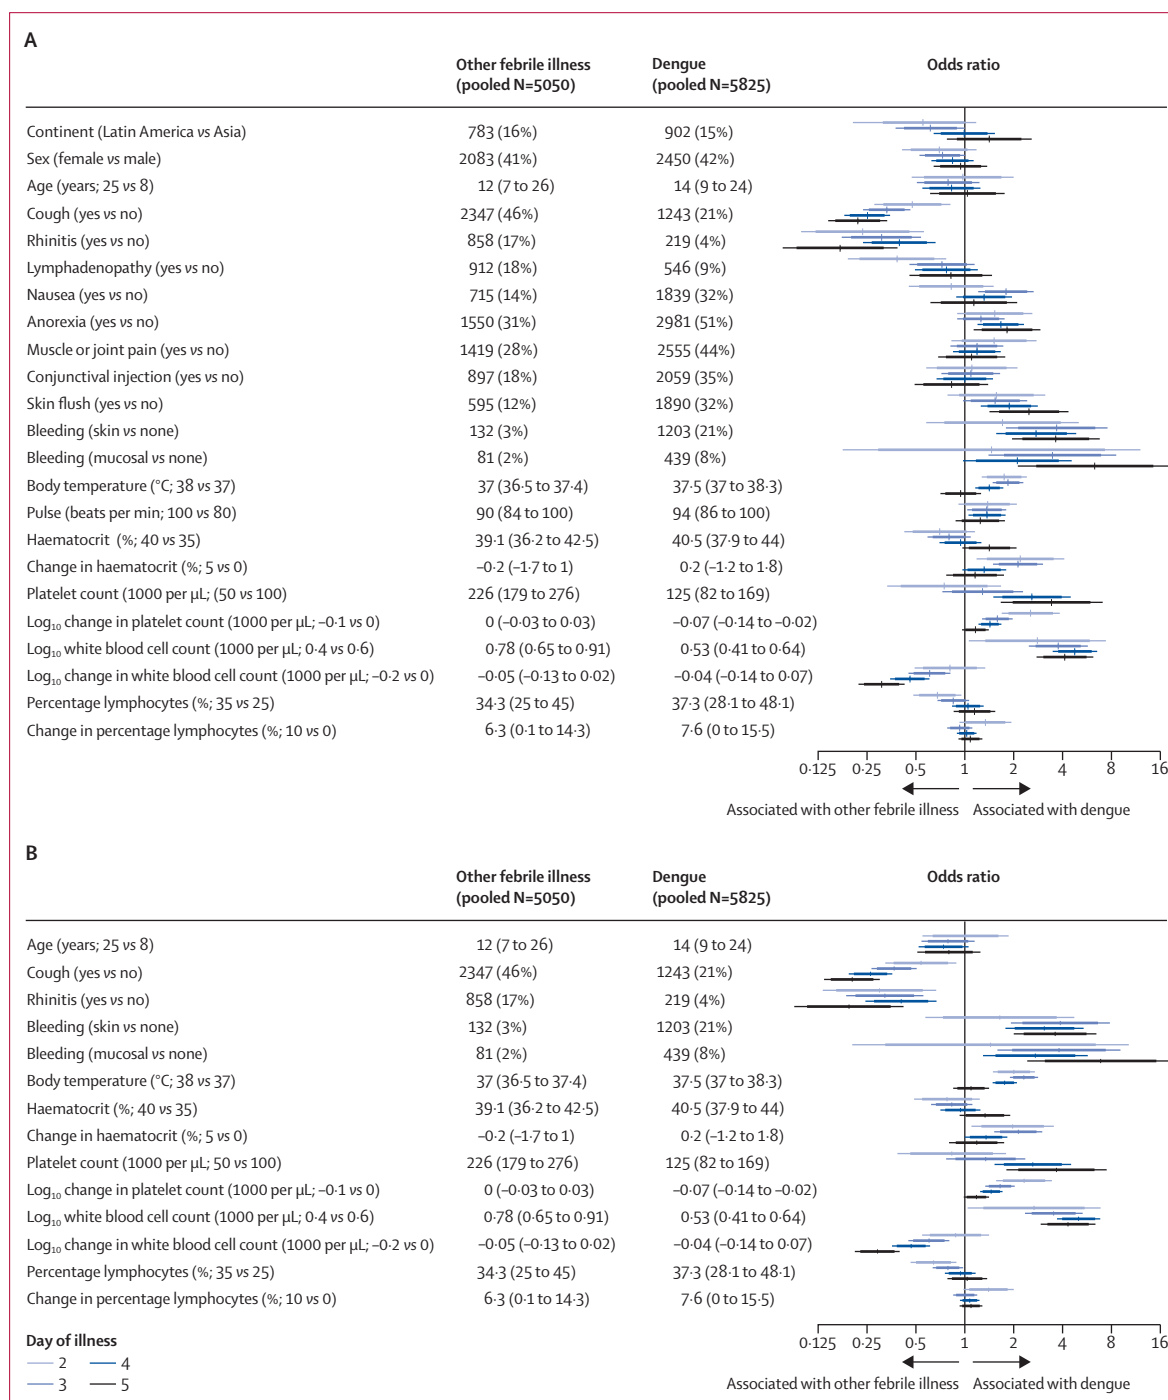 A
Other febrile illness (pooled N=5050) Dengue (pooled N=5825) Odds ratio
Continent (Latin America vs Asia) 783 (16%) 902 (15%)
Sex (female vs male) 2083 (41%) 2450 (42%)
Age (years; 25 vs 8) 12 (7 to 26) 14 (9 to 24)
Cough (yes vs no) 2347 (46%) 1243 (21%)
Rhinitis (yes vs no) 858 (17%) 219 (4%)
Lymphadenopathy (yes vs no) 912 (18%) 546 (9%)
Nausea (yes vs no) 715 (14%) 1839 (32%)
Anorexia (yes vs no) 1550 (31%) 2981 (51%)
Muscle or joint pain (yes vs no) 1419 (28%) 2555 (44%)
Conjunctival injection (yes vs no) 897 (18%) 2059 (35%)
Skin flush (yes vs no) 595 (12%) 1890 (32%)
Bleeding (skin vs none) 132 (3%) 1203 (21%)
Bleeding (mucosal vs none) 81 (2%) 439 (8%)
Body temperature (°C; 38 vs 37) 37 (36·5 to 37·4) 37·5 (37 to 38·3)
Pulse (beats per min; 100 vs 80) 90 (84 to 100) 94 (86 to 100)
Haematocrit (%; 40 vs 35) 39·1 (36·2 to 42·5) 40·5 (37·9 to 44)
Change in haematocrit (%; 5 vs 0) –0·2 (–1·7 to 1) 0·2 (–1·2 to 1·8)
Platelet count (1000 per µL; (50 vs 100) 226 (179 to 276) 125 (82 to 169)
Log₁₀ change in platelet count (1000 per µL; –0·1 vs 0) 0 (–0·03 to 0·03) –0·07 (–0·14 to –0·02)
Log₁₀ white blood cell count (1000 per µL; 0·4 vs 0·6) 0·78 (0·65 to 0·91) 0·53 (0·41 to 0·64)
Log₁₀ change in white blood cell count (1000 per µL; –0·2 vs 0) –0·05 (–0·13 to 0·02) –0·04 (–0·14 to 0·07)
Percentage lymphocytes (%; 35 vs 25) 34·3 (25 to 45) 37·3 (28·1 to 48·1)
Change in percentage lymphocytes (%; 10 vs 0) 6·3 (0·1 to 14·3) 7·6 (0 to 15·5)
0·125 0·25 0·5 1 2 4 8 16
Associated with other febrile illness Associated with dengue
B
Other febrile illness (pooled N=5050) Dengue (pooled N=5825) Odds ratio
Age (years; 25 vs 8) 12 (7 to 26) 14 (9 to 24)
Cough (yes vs no) 2347 (46%) 1243 (21%)
Rhinitis (yes vs no) 858 (17%) 219 (4%)
Bleeding (skin vs none) 132 (3%) 1203 (21%)
Bleeding (mucosal vs none) 81 (2%) 439 (8%)
Body temperature (°C; 38 vs 37) 37 (36·5 to 37·4) 37·5 (37 to 38·3)
Haematocrit (%; 40 vs 35) 39·1 (36·2 to 42·5) 40·5 (37·9 to 44)
Change in haematocrit (%; 5 vs 0) –0·2 (–1·7 to 1) 0·2 (–1·2 to 1·8)
Platelet count (1000 per µL; 50 vs 100) 226 (179 to 276) 125 (82 to 169)
Log₁₀ change in platelet count (1000 per µL; –0·1 vs 0) 0 (–0·03 to 0·03) –0·07 (–0·14 to –0·02)
Log₁₀ white blood cell count (1000 per µL; 0·4 vs 0·6) 0·78 (0·65 to 0·91) 0·53 (0·41 to 0·64)
Log₁₀ change in white blood cell count (1000 per µL; –0·2 vs 0) –0·05 (–0·13 to 0·02) –0·04 (–0·14 to 0·07)
Percentage lymphocytes (%; 35 vs 25) 34·3 (25 to 45) 37·3 (28·1 to 48·1)
Change in percentage lymphocytes (%; 10 vs 0) 6·3 (0·1 to 14·3) 7·6 (0 to 15·5)
0·125 0·25 0·5 1 2 4 8 16
Associated with other febrile illness Associated with dengue
Day of illness
2 4
3 5